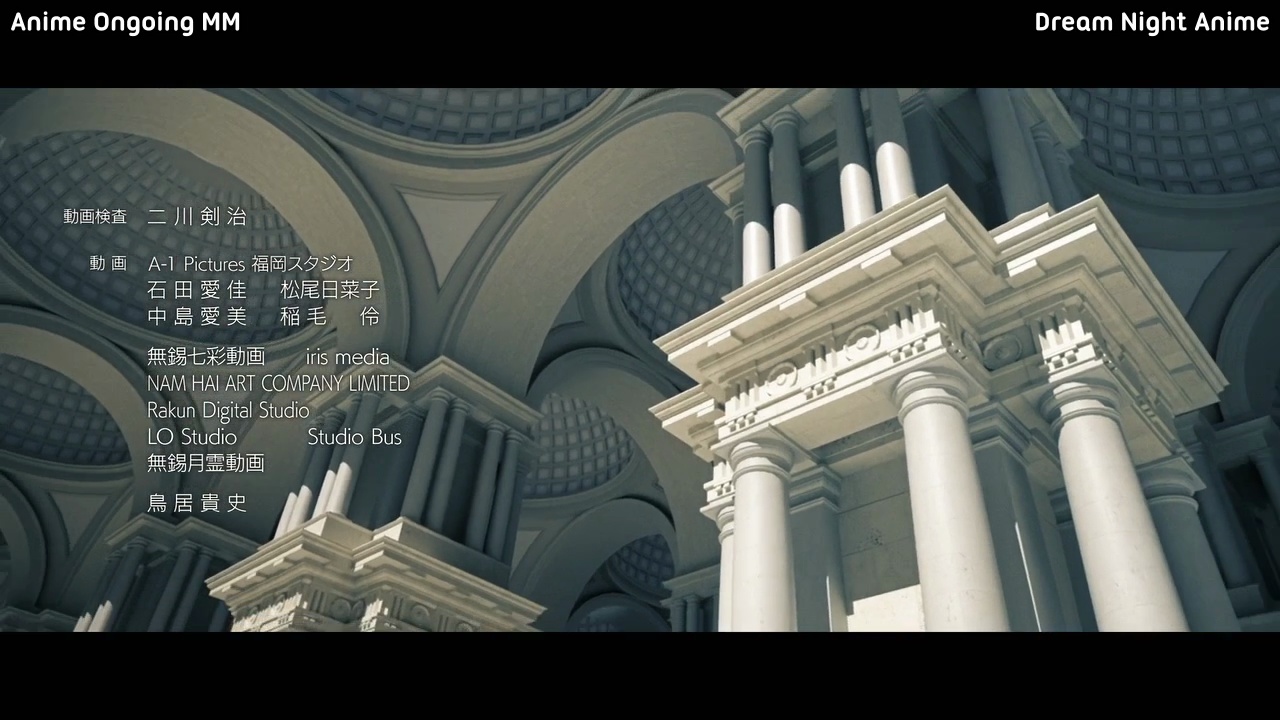 Anime Ongoing MM
Dream Night Anime
動画検査 二川剣治
動画 A-1 Pictures 福岡スタジオ
石田愛佳 松尾日菜子
中島愛美 稲毛 伶
無錫七彩動画 iris media
NAM HAI ART COMPANY LIMITED
Rakun Digital Studio
LO Studio Studio Bus
無錫月霊動画
鳥居貴史